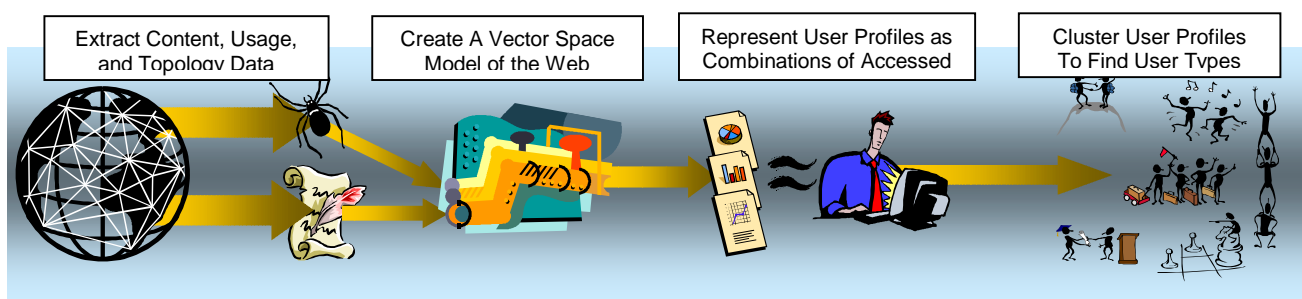 Extract Content, Usage,
and Topology Data
Create A Vector Space
Model of the Web
Represent User Profiles as
Combinations of Accessed
Cluster User Profiles
To Find User Types